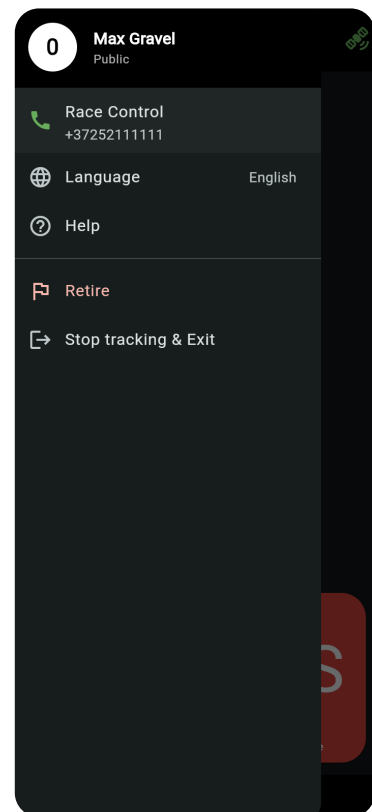 0
Max Gravel
Public
Race Control
+37252111111
Language
English
Help
Retire
Stop tracking & Exit
S
e